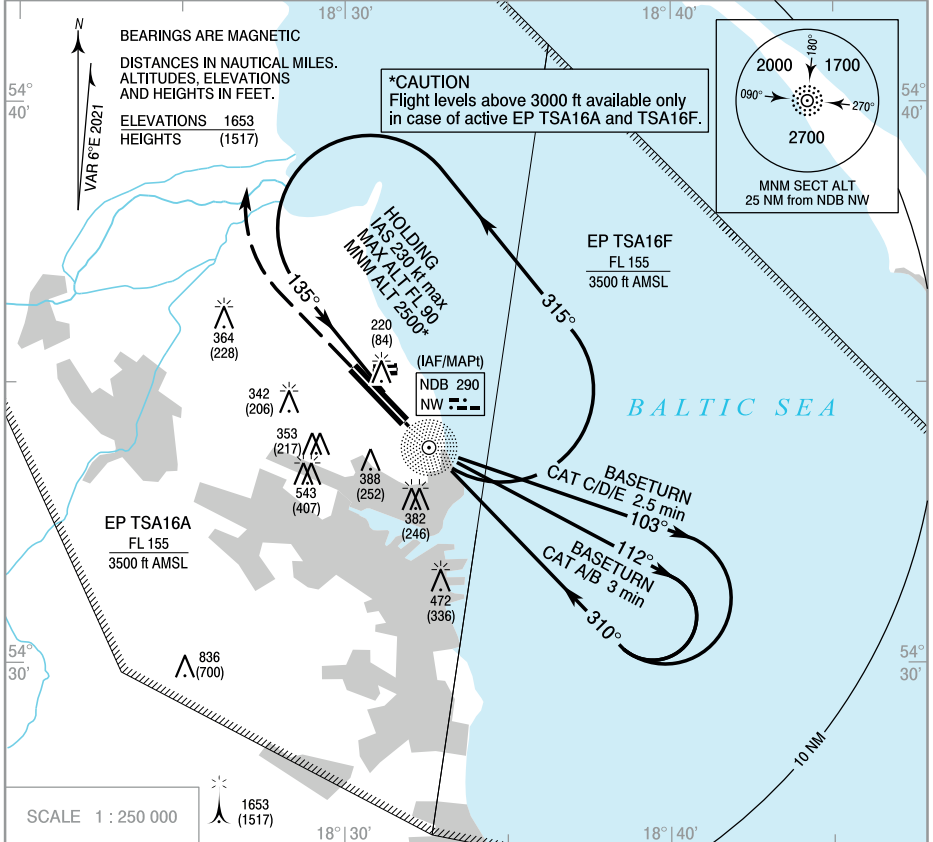 18° 30'
18° 40'
N
VAR 6°E 2021
BEARINGS ARE MAGNETIC
DISTANCES IN NAUTICAL MILES.
ALTITUDES, ELEVATIONS
AND HEIGHTS IN FEET.
ELEVATIONS 1653
HEIGHTS (1517)
54°
40'
54°
40'
*CAUTION
Flight levels above 3000 ft available only
in case of active EP TSA16A and TSA16F.
180°
2000
1700
090°
270°
2700
MNM SECT ALT
25 NM from NDB NW
HOLDING
IAS 230 kt max
MAX ALT FL 90
MNM ALT 2500*
EP TSA16F
FL 155
3500 ft AMSL
135°
315°
364
(228)
220
(84)
(IAF/MAPt)
NDB 290
NW
342
(206)
BALTIC SEA
353
(217)
543
(407)
388
(252)
382
(246)
BASETURN
CAT C/D/E 2.5 min
103°
112°
BASETURN
CAT A/B 3 min
310°
EP TSA16A
FL 155
3500 ft AMSL
472
(336)
836
(700)
54°
30'
54°
30'
10 NM
1653
(1517)
SCALE 1 : 250 000
18° 30'
18° 40'